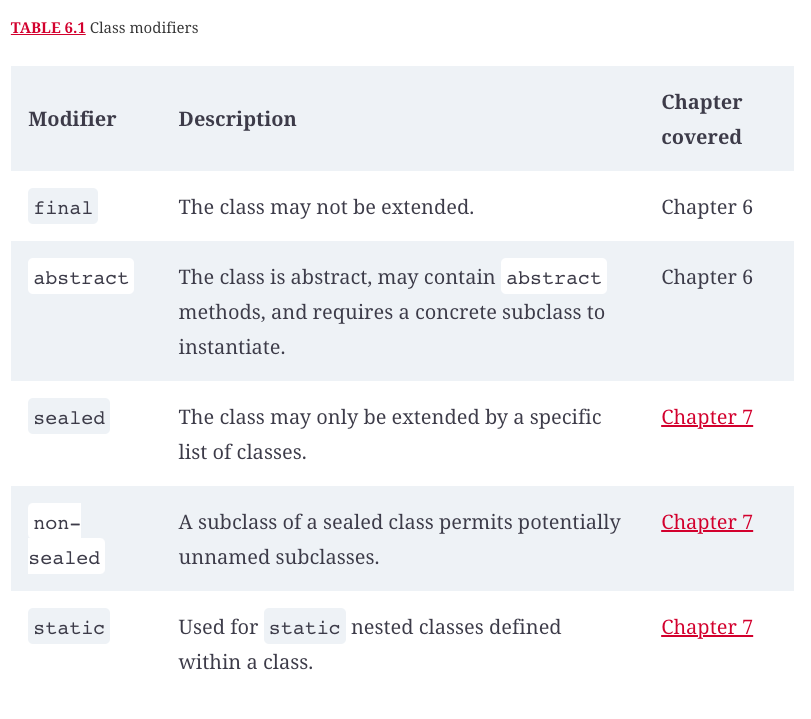 TABLE 6.1 Class modifiers
Modifier Description Chapter
covered
final The class may not be extended. Chapter 6
abstract The class is abstract, may contain abstract Chapter 6
methods, and requires a concrete subclass to
instantiate.
sealed The class may only be extended by a specific Chapter 7
list of classes.
non- A subclass of a sealed class permits potentially Chapter 7
sealed unnamed subclasses.
static Used for static nested classes defined Chapter 7
within a class.